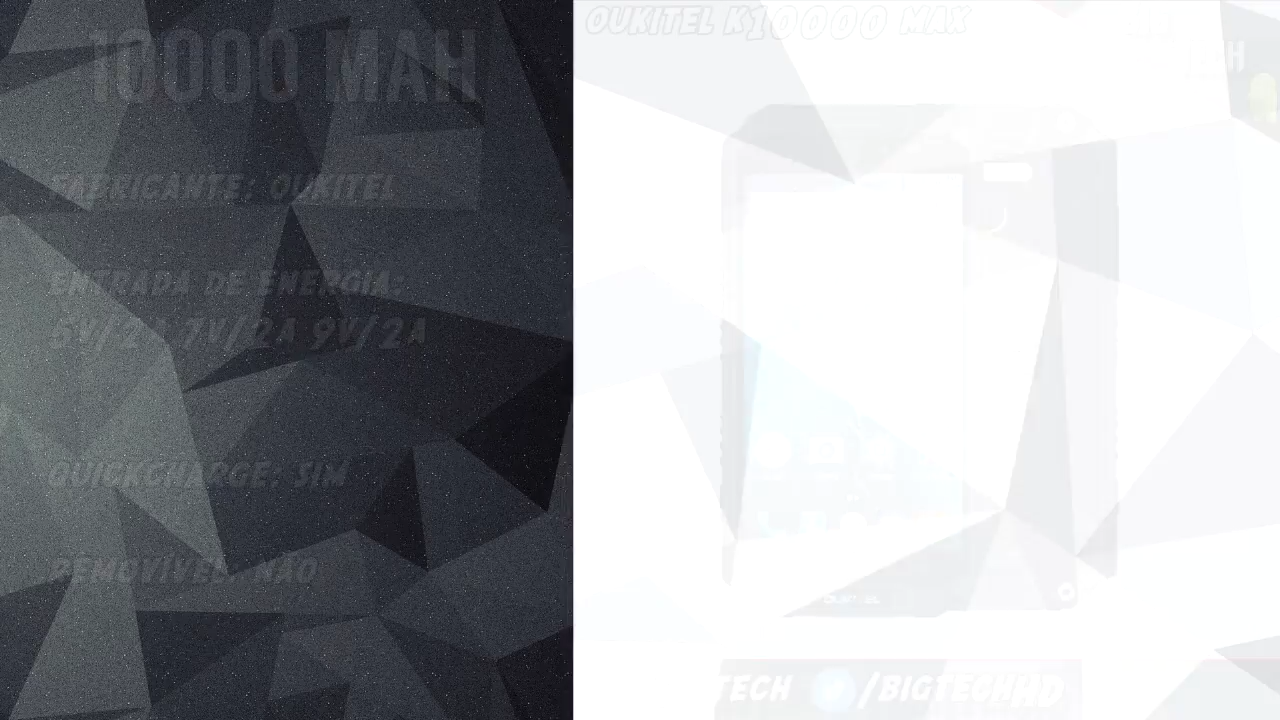 10000 MAH
FABRICANTE: OUKITEL
ENTRADA DE ENERGIA:
5V/2A 7V/2A 9V/2A
QUICKCHARGE: SIM
REMOVÍVEL: NÃO
OUKITEL K10000 MAX
TECH
/BIGTECHHD